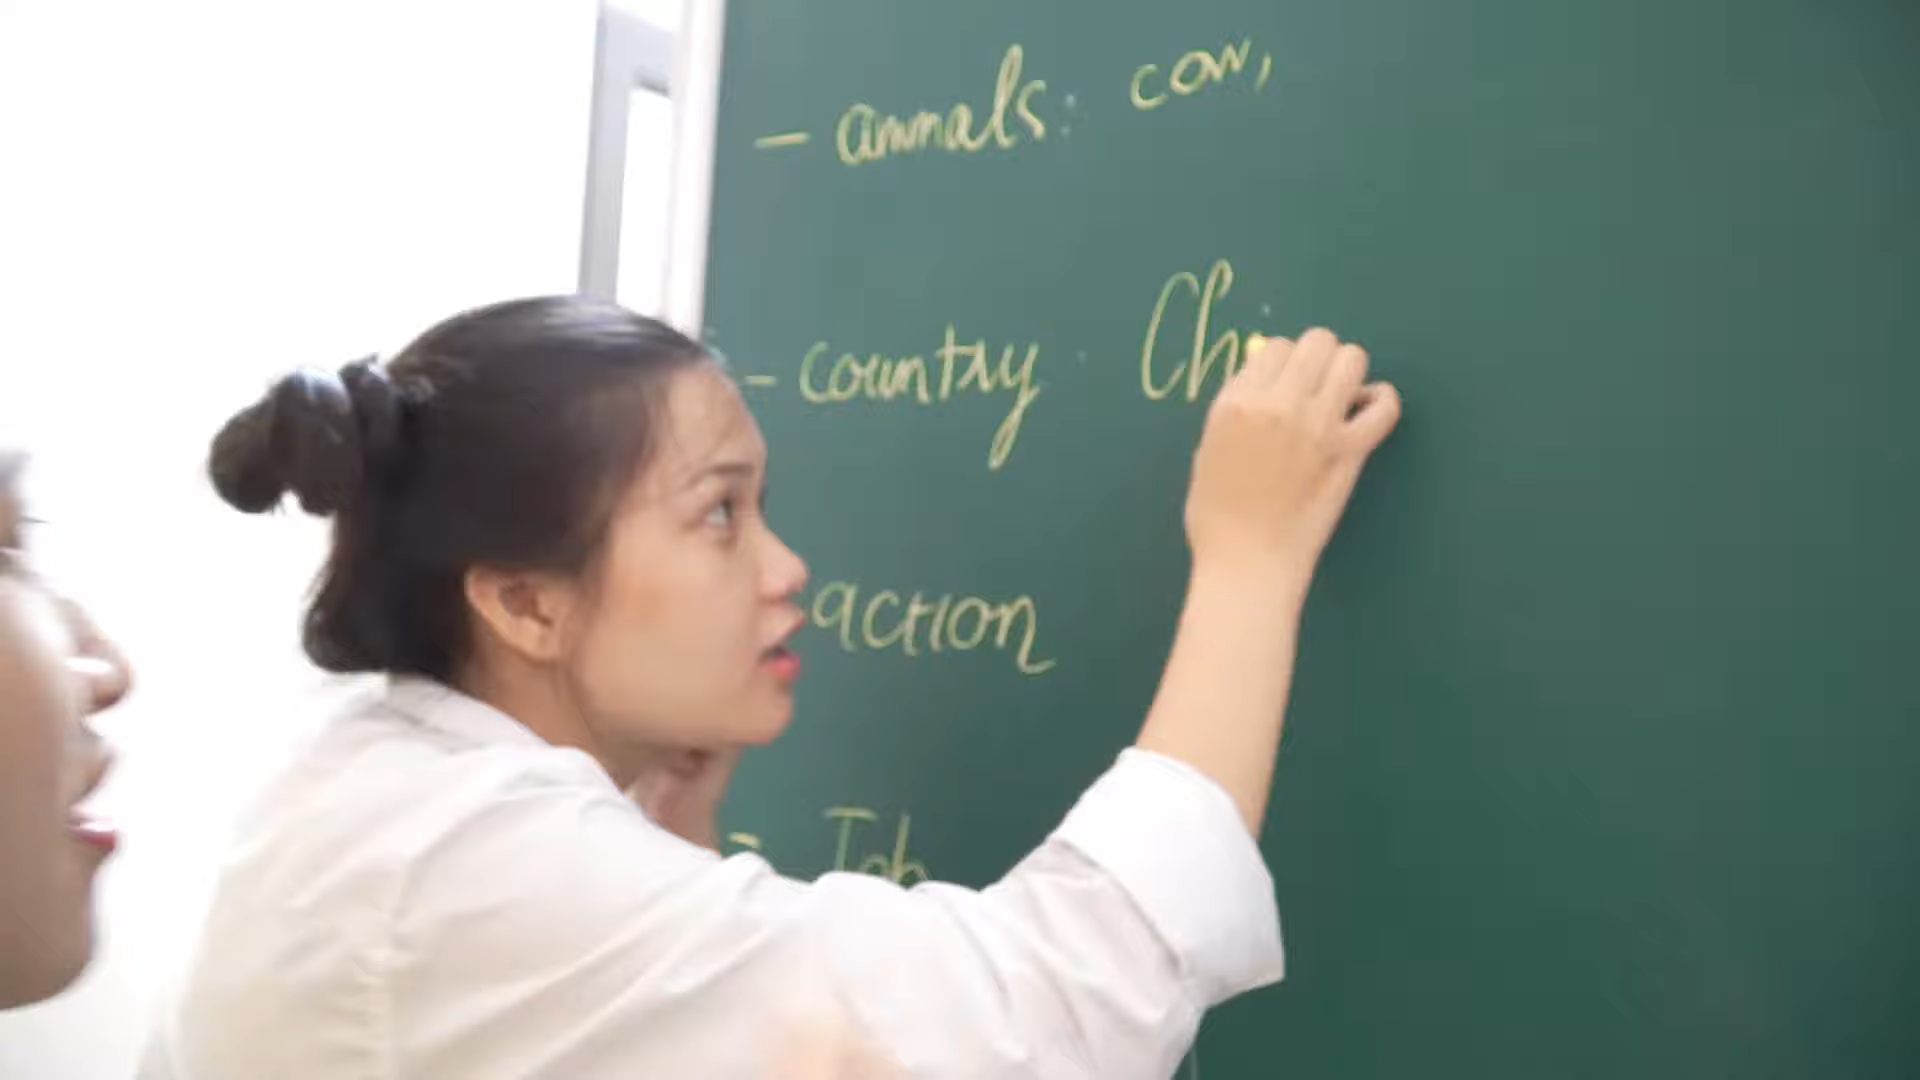 - animals: cow,
- country: Chi
action
- Job